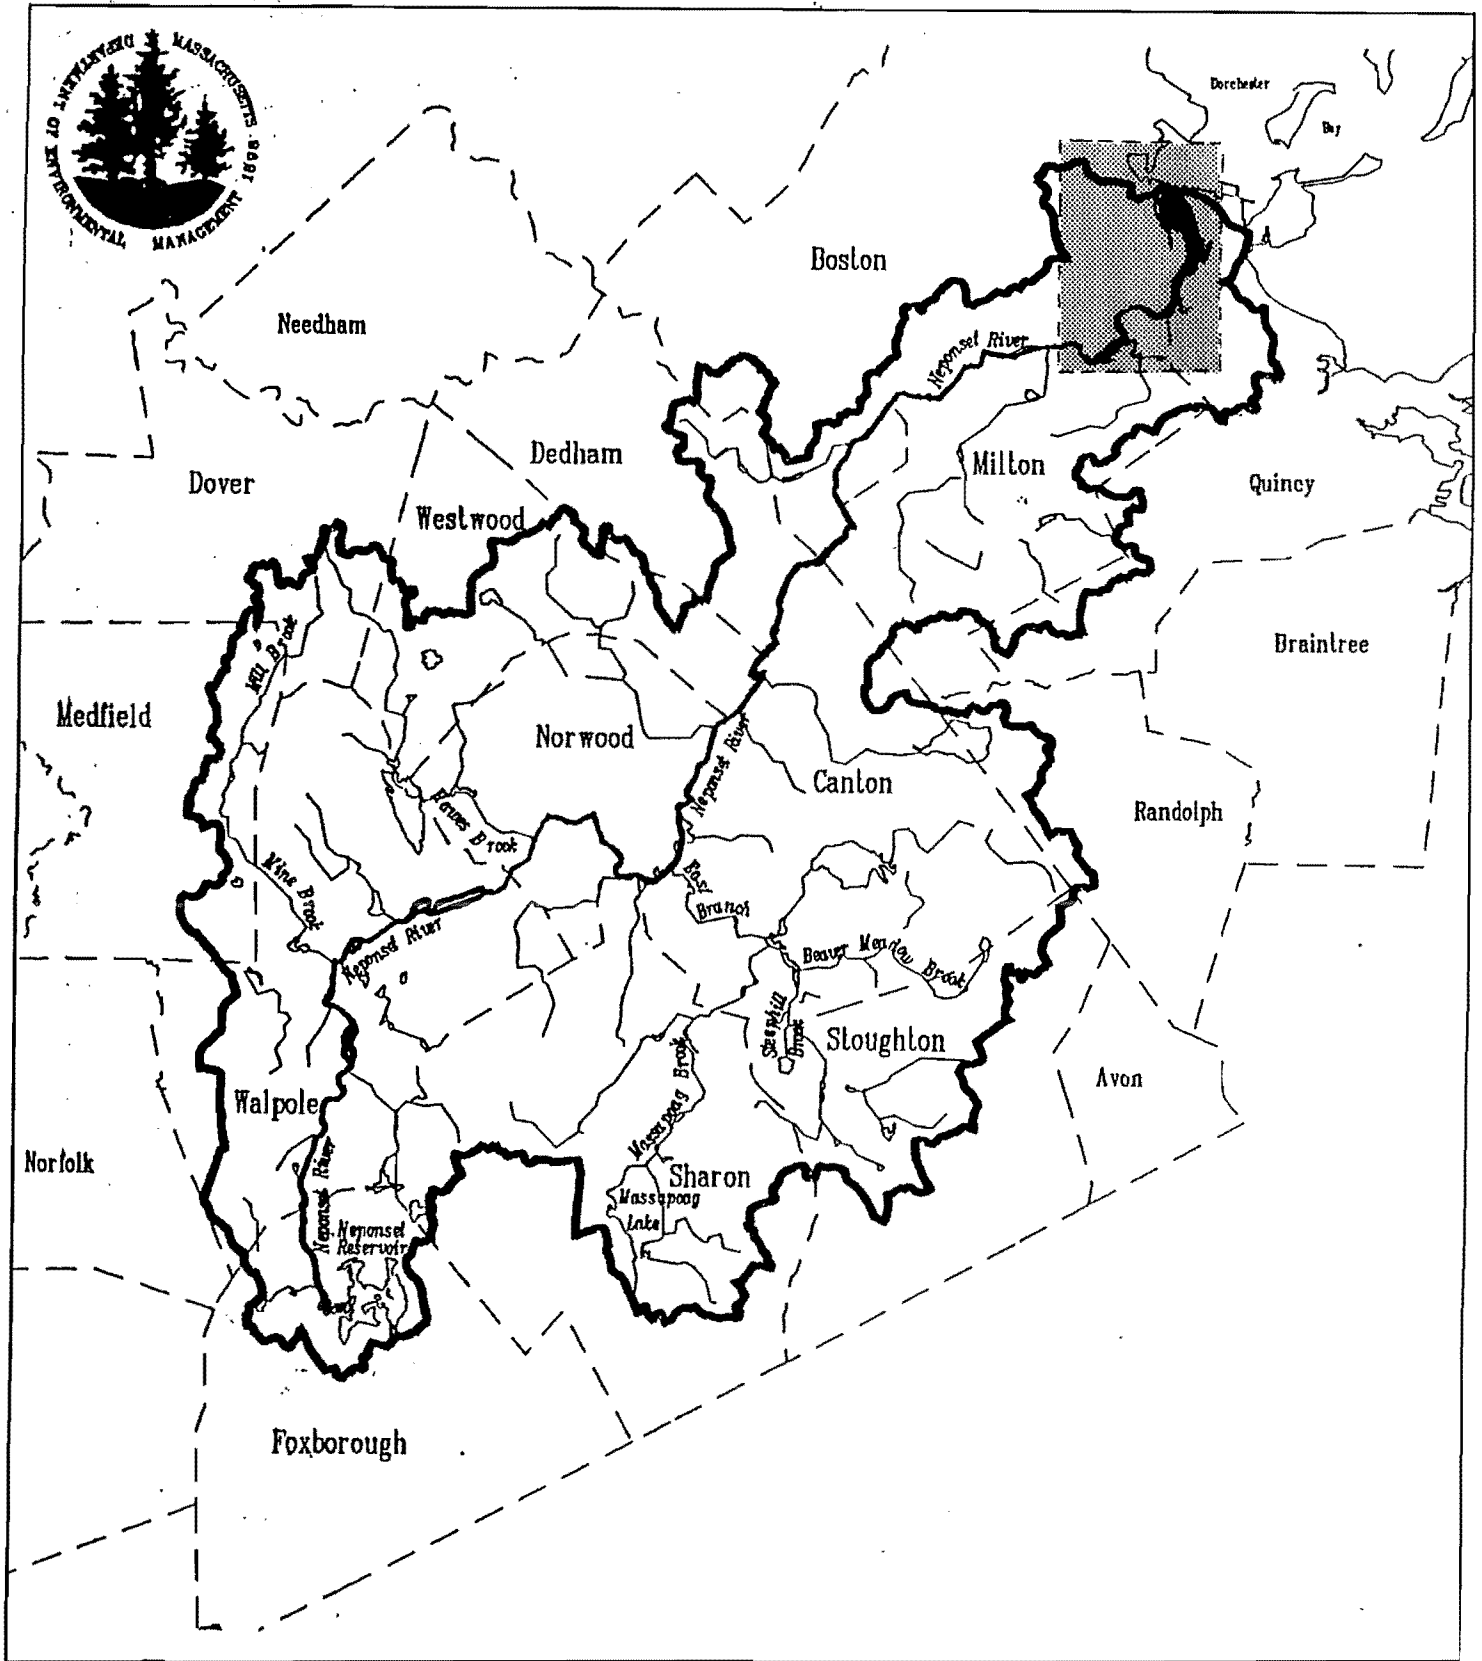 DEPARTMENT OF ENVIRONMENTAL MANAGEMENT
MASSACHUSETTS · 1898
Dorchester
Bay
Boston
Needham
Neponset River
Dedham
Milton
Dover
Quincy
Westwood
Mill Brook
Braintree
Medfield
Norwood
Neponset River
Canton
Hawes Brook
Randolph
Mine Brook
East
Branch
Beaver Meadow Brook
Neponset River
Steephill
Brook
Stoughton
Massapoag Brook
Avon
Walpole
Norfolk
Neponset River
Sharon
Massapoag
Lake
Neponset
Reservoir
Foxborough